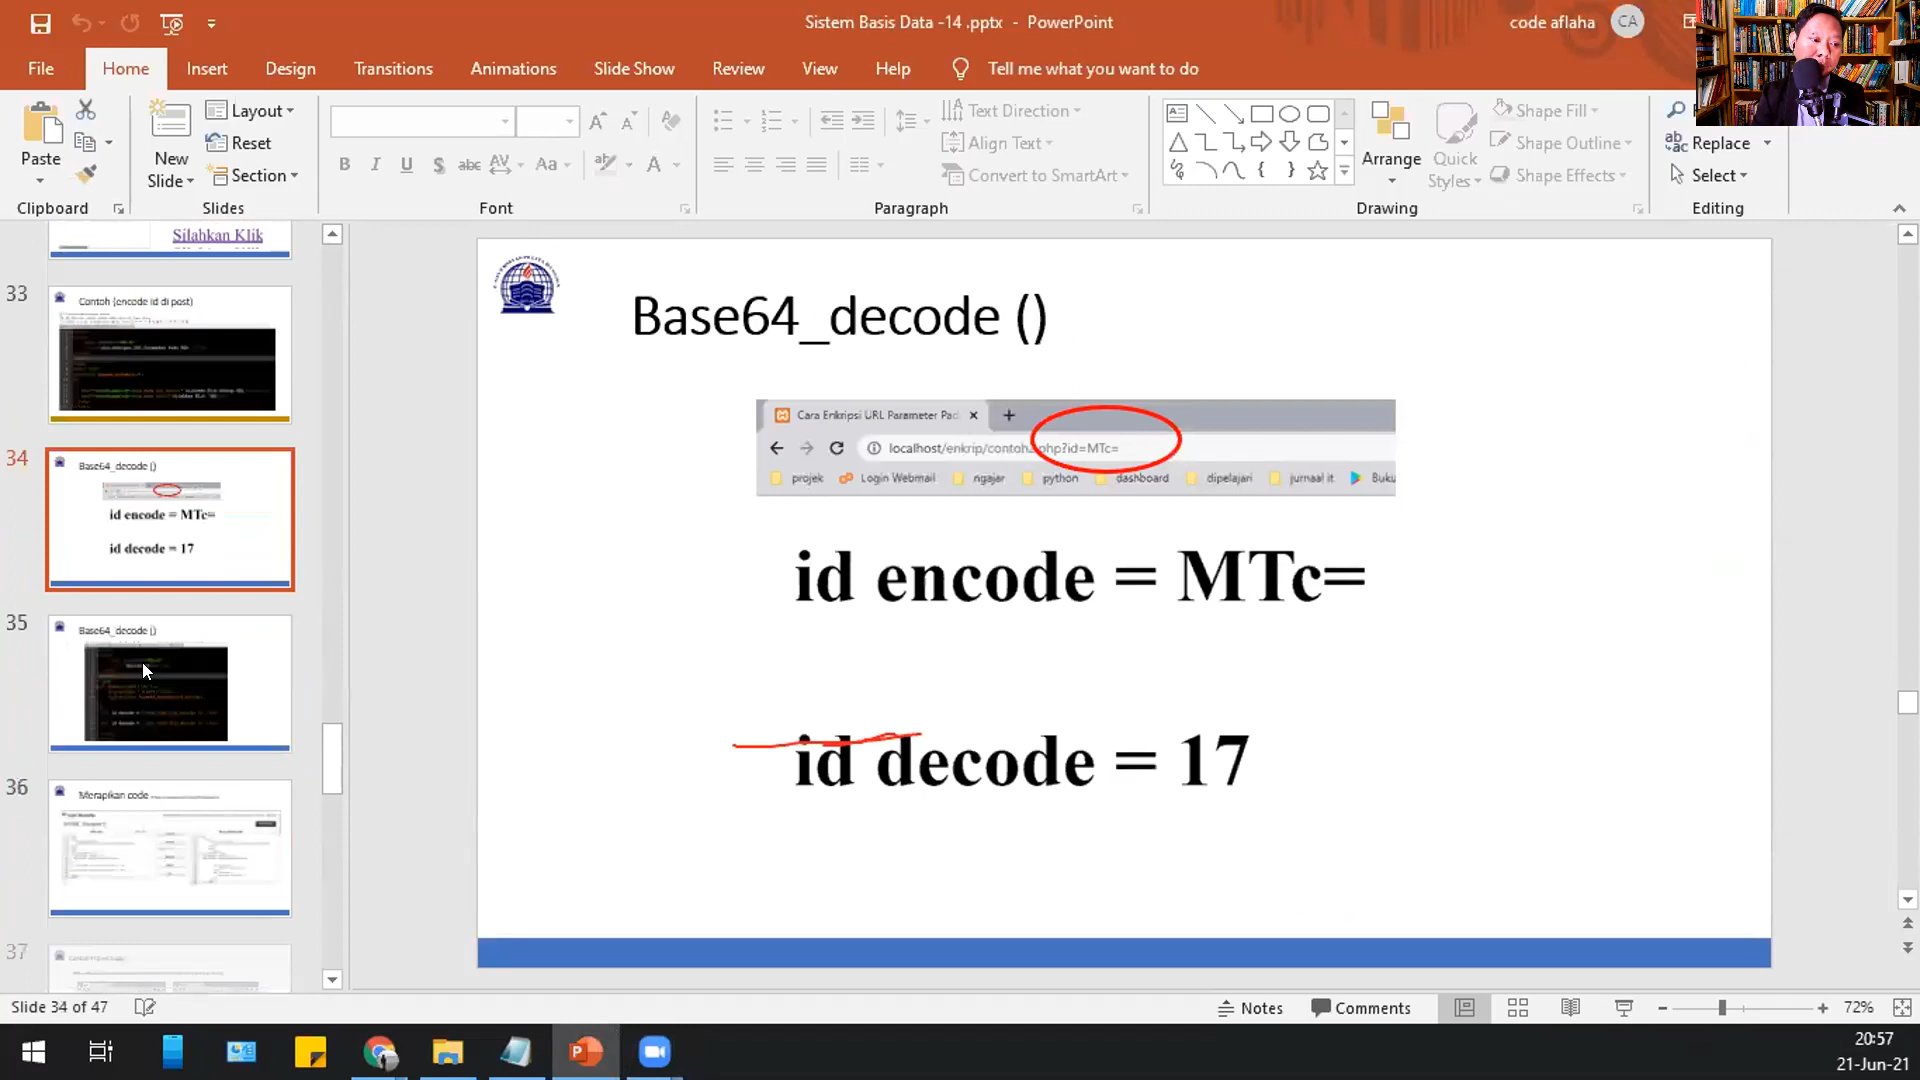 Sistem Basis Data -14 .pptx - PowerPoint
code aflaha
CA
File
Home
Insert
Design
Transitions
Animations
Slide Show
Review
View
Help
Tell me what you want to do
Paste
New Slide
Layout
Reset
Section
Text Direction
Align Text
Convert to SmartArt
Arrange
Quick Styles
Shape Fill
Shape Outline
Shape Effects
Replace
Select
Clipboard
Slides
Font
Paragraph
Drawing
Editing
Silahkan Klik
33
Contoh (encode id di post)
34
Base64_decode ()
id encode = MTc=
id decode = 17
35
Base64_decode ()
36
Merapikan code
37
Base64_decode ()
Cara Enkripsi URL Parameter Pad
localhost/enkrip/contoh2.php?id=MTc=
projek
Login Webmail
ngajar
python
dashboard
dipelajari
jurnaal it
Buku
id encode = MTc=
id decode = 17
Slide 34 of 47
Notes
Comments
72%
20:57
21-Jun-21